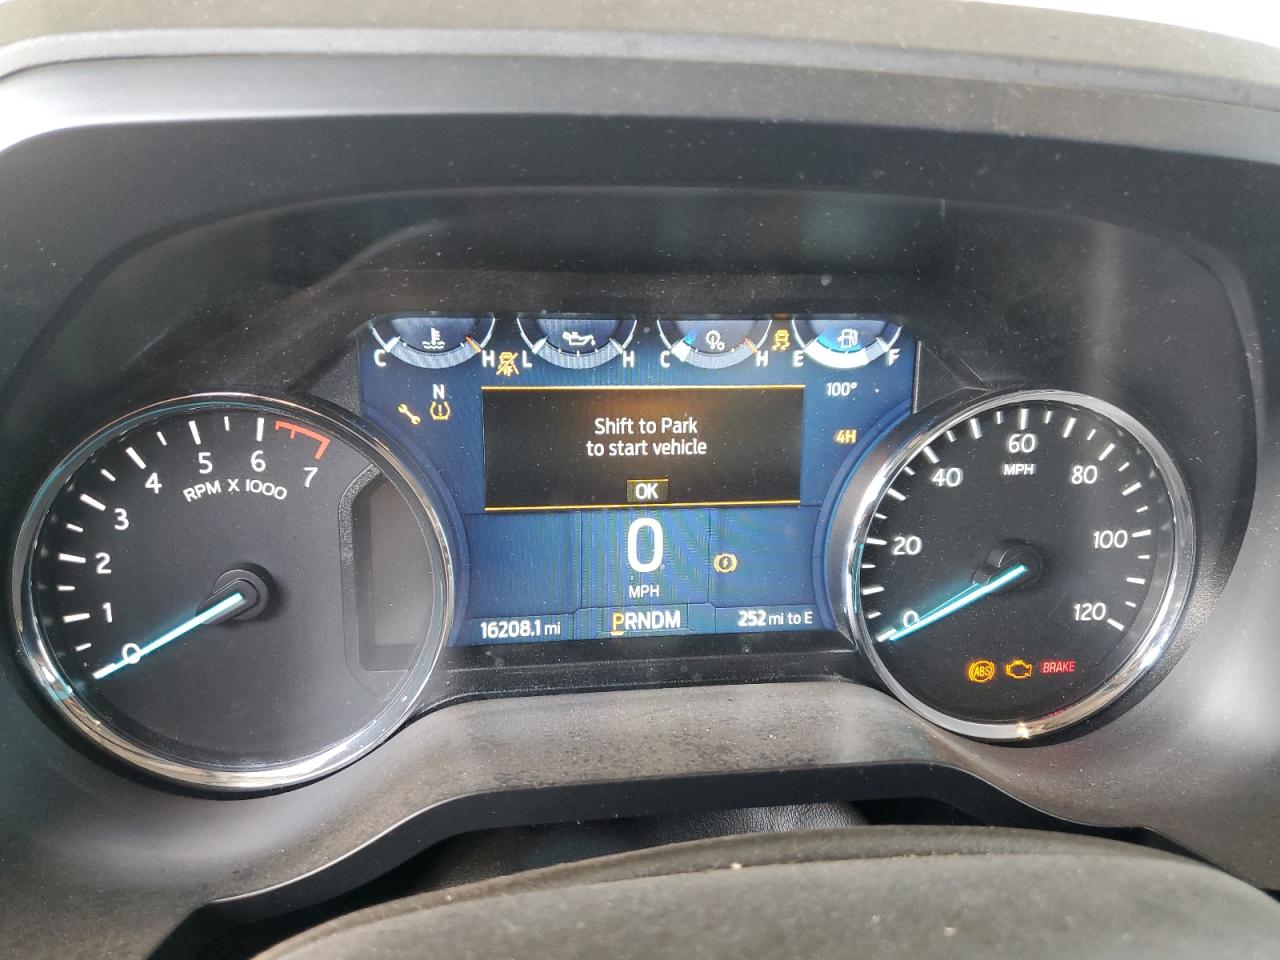 C H L H C H E F
N
100°
4H
Shift to Park
to start vehicle
OK
0
MPH
16208.1 mi
PRNDM
252 mi to E
0 1 2 3 4 5 6 7
RPM X 1000
0 20 40 60 80 100 120
MPH
ABS
BRAKE